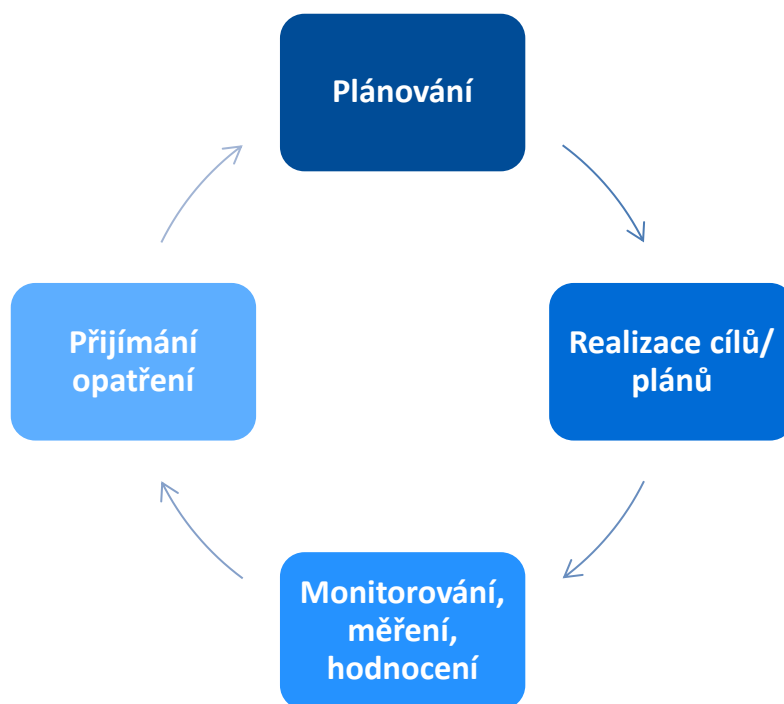 Plánování
Realizace cílů/
plánů
Monitorování,
měření,
hodnocení
Přijímání
opatření